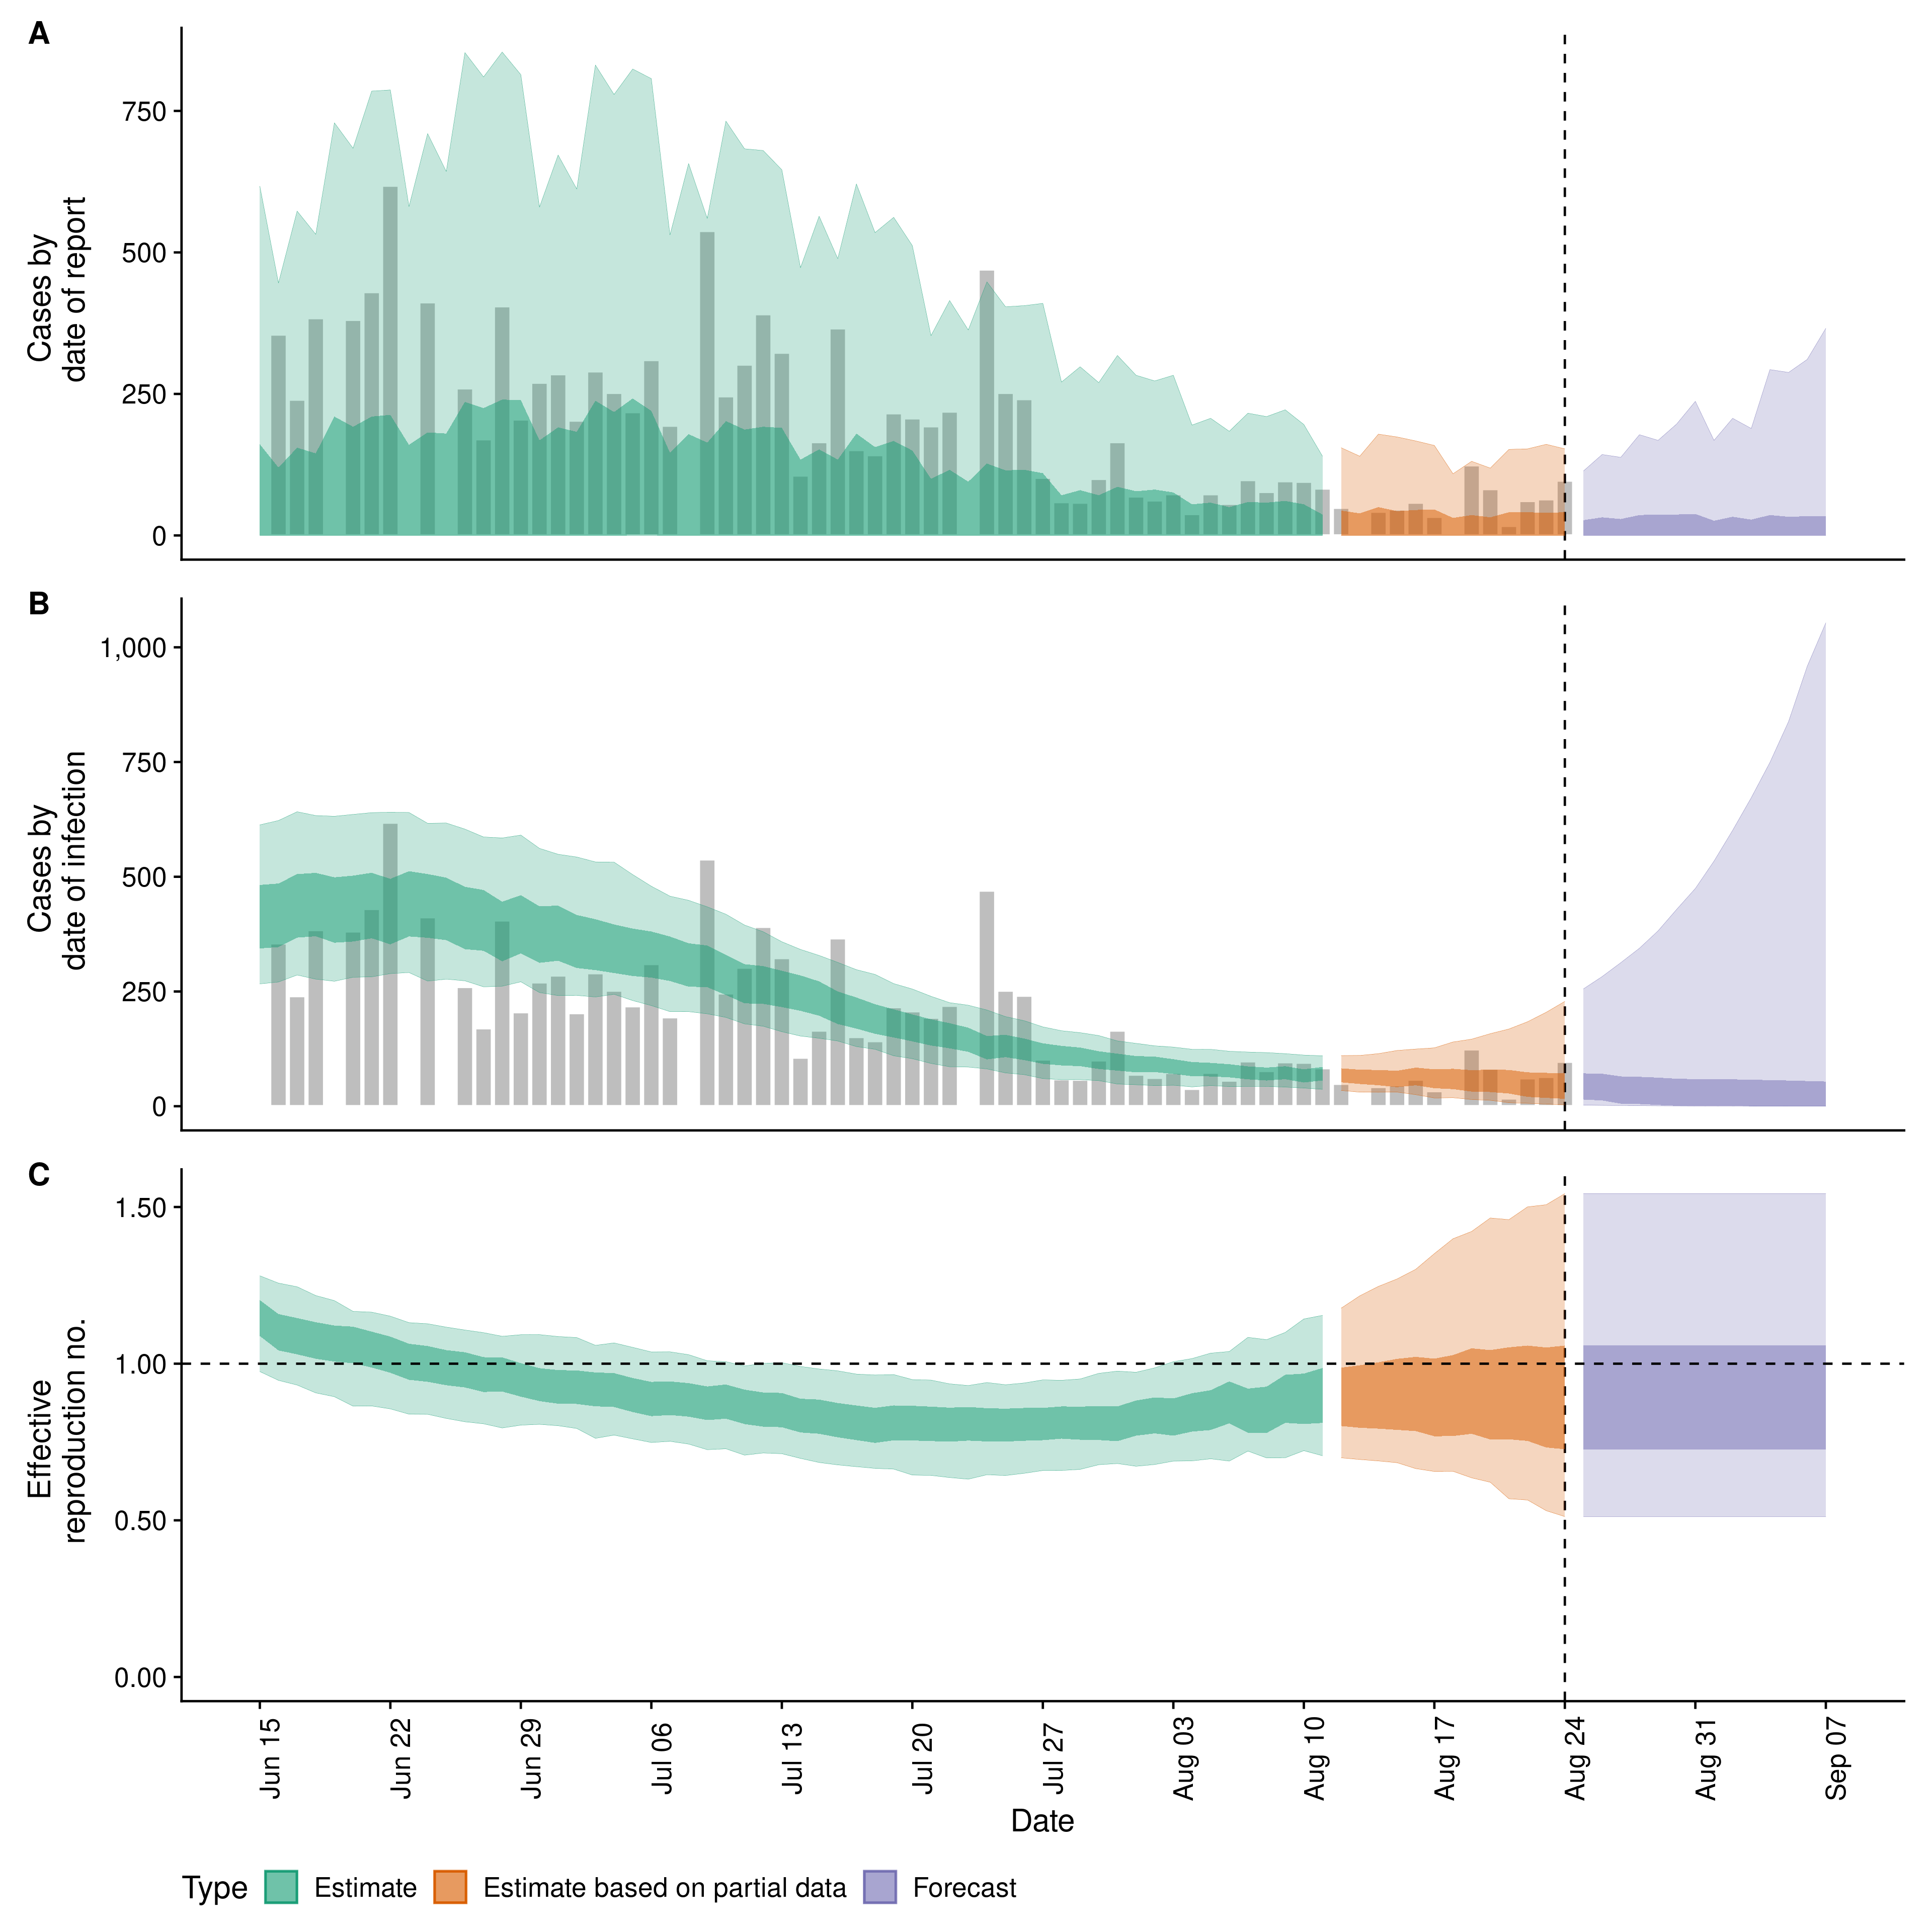 A
Cases by
date of report
750
500
250
0
B
Cases by
date of infection
1,000
750
500
250
0
C
Effective
reproduction no.
1.50
1.00
0.50
0.00
Jun 15
Jun 22
Jun 29
Jul 06
Jul 13
Jul 20
Jul 27
Aug 03
Aug 10
Aug 17
Aug 24
Aug 31
Sep 07
Date
Type Estimate Estimate based on partial data Forecast